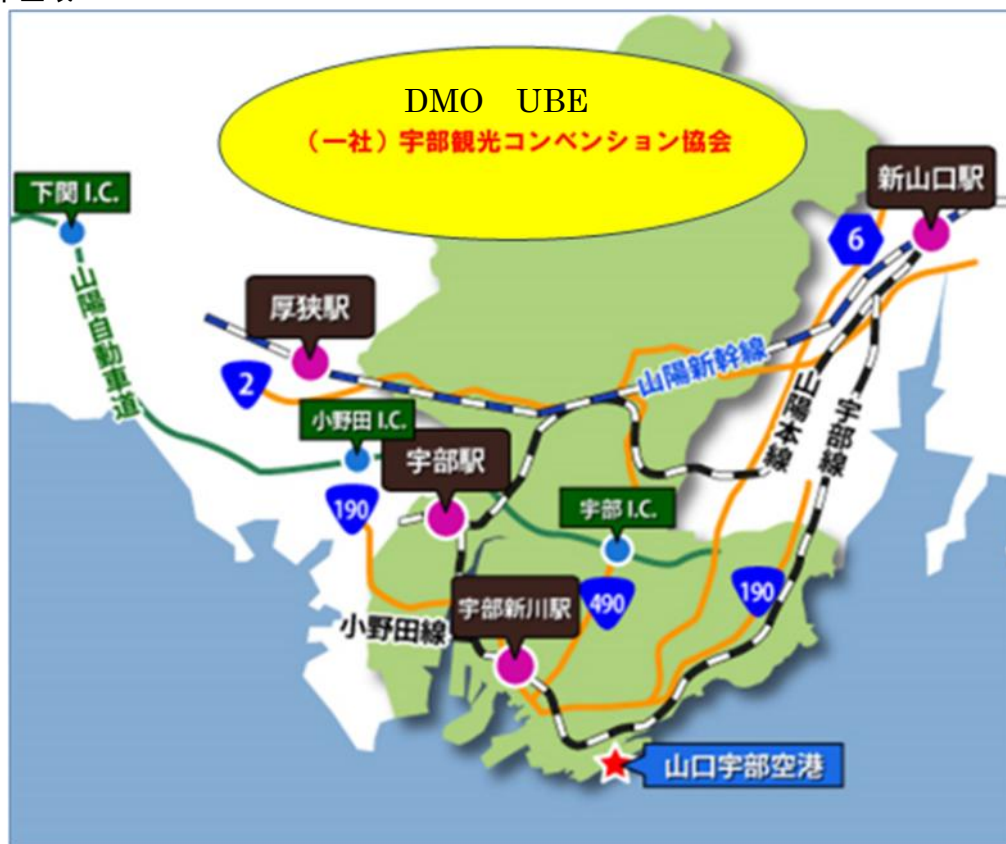 DMO　UBE
（一社）宇部観光コンベンション協会
下関 I.C.
新山口駅
6
山陽自動車道
厚狭駅
2
山陽新幹線
小野田 I.C.
宇部駅
山陽本線
宇部線
190
宇部 I.C.
小野田線
宇部新川駅
490
190
山口宇部空港